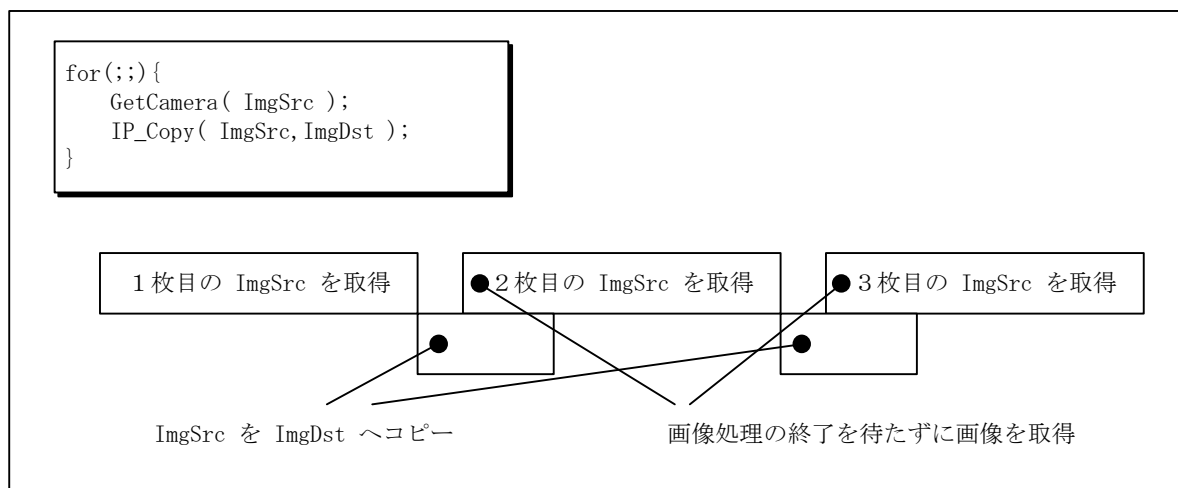 for(;;){
    GetCamera( ImgSrc );
    IP_Copy( ImgSrc,ImgDst );
}
１枚目の ImgSrc を取得
２枚目の ImgSrc を取得
３枚目の ImgSrc を取得
ImgSrc を ImgDst へコピー
画像処理の終了を待たずに画像を取得